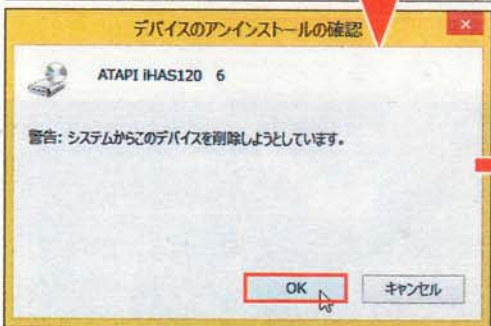 デバイスのアンインストールの確認
ATAPI iHAS120 6
警告: システムからこのデバイスを削除しようとしています。
OK
キャンセル